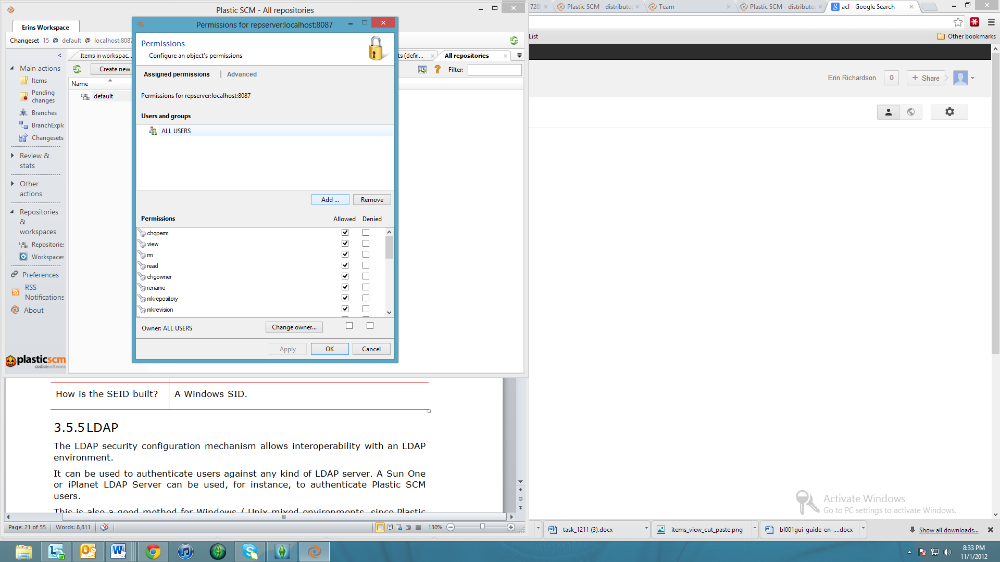 Plastic SCM - All repositories
Erins Workspace
Changeset 15 @ default @ localhost:8087
Items in workspac...
ts (defin...
All repositories
Create new
Filter:
Name
default
Main actions
Items
Pending
changes
Branches
BranchExplo
Changesets
Review &
stats
Other
actions
Repositories
&
workspaces
Repositories
Workspaces
Preferences
RSS
Notifications
About
plasticscm
codicesoftware
Permissions for repserver:localhost:8087
Permissions
Configure an object's permissions
Assigned permissions | Advanced
Permissions for repserver:localhost:8087
Users and groups
ALL USERS
Add ...
Remove
Permissions
Allowed
Denied
chgperm
view
rm
read
chgowner
rename
mkrepository
mkrevision
Owner: ALL USERS
Change owner...
Apply
OK
Cancel
720)
Plastic SCM - distribute
Team
Plastic SCM - distribute
acl - Google Search
List
Other bookmarks
Erin Richardson
0
+ Share
How is the SEID built?
A Windows SID.
3.5.5 LDAP
The LDAP security configuration mechanism allows interoperability with an LDAP
environment.
It can be used to authenticate users against any kind of LDAP server. A Sun One
or iPlanet LDAP Server can be used, for instance, to authenticate Plastic SCM
users.
This is also a good method for Windows / Unix mixed environments, since Plastic
Page: 21 of 55
Words: 8,811
130%
Activate Windows
Go to PC settings to activate Windows.
task_1211 (3).docx
items_view_cut_paste.png
bl001gui-guide-en-....docx
Show all downloads...
8:33 PM
11/1/2012